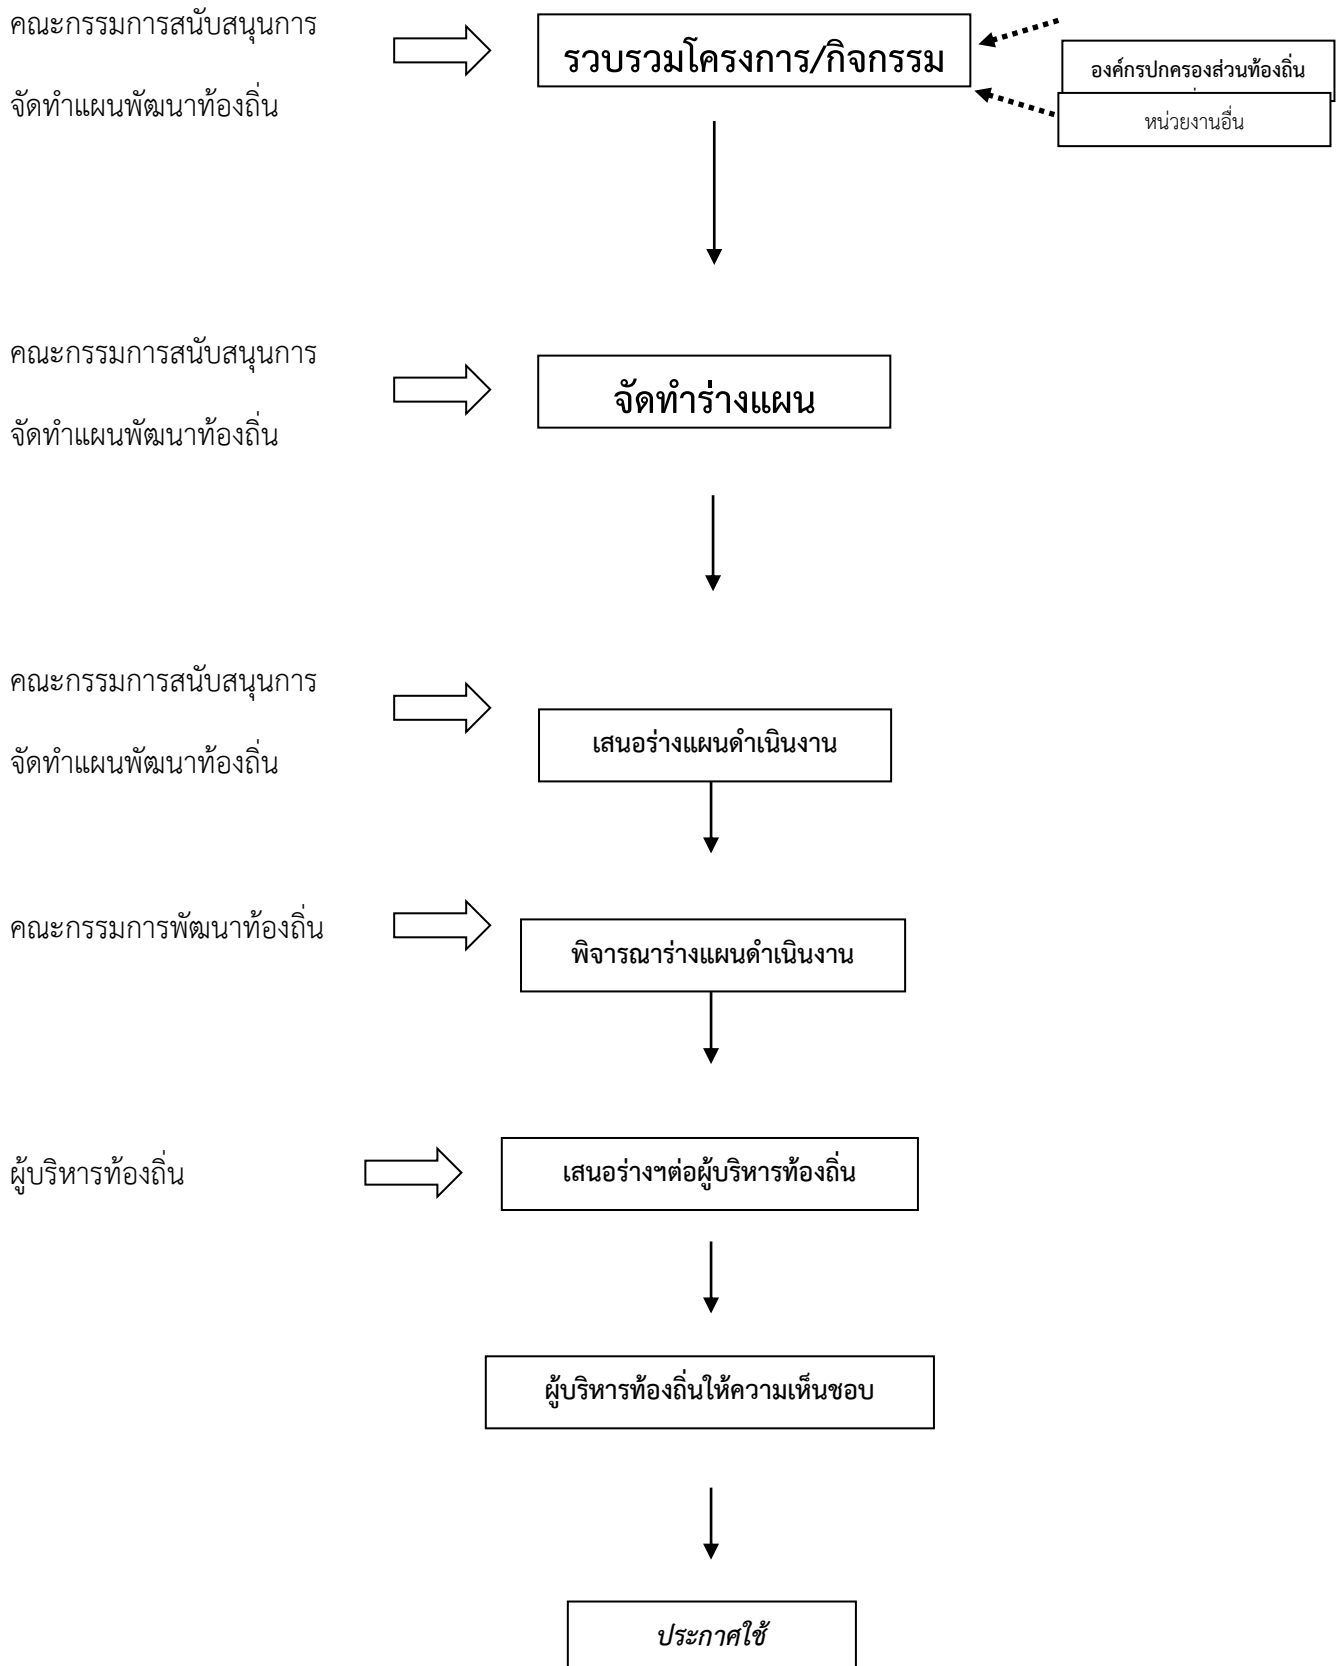 คณะกรรมการสนับสนุนการ
จัดทำแผนพัฒนาท้องถิ่น
รวบรวมโครงการ/กิจกรรม
องค์กรปกครองส่วนท้องถิ่น
หน่วยงานอื่น
คณะกรรมการสนับสนุนการ
จัดทำแผนพัฒนาท้องถิ่น
จัดทำร่างแผน
คณะกรรมการสนับสนุนการ
จัดทำแผนพัฒนาท้องถิ่น
เสนอร่างแผนดำเนินงาน
คณะกรรมการพัฒนาท้องถิ่น
พิจารณาร่างแผนดำเนินงาน
ผู้บริหารท้องถิ่น
เสนอร่างฯต่อผู้บริหารท้องถิ่น
ผู้บริหารท้องถิ่นให้ความเห็นชอบ
ประกาศใช้